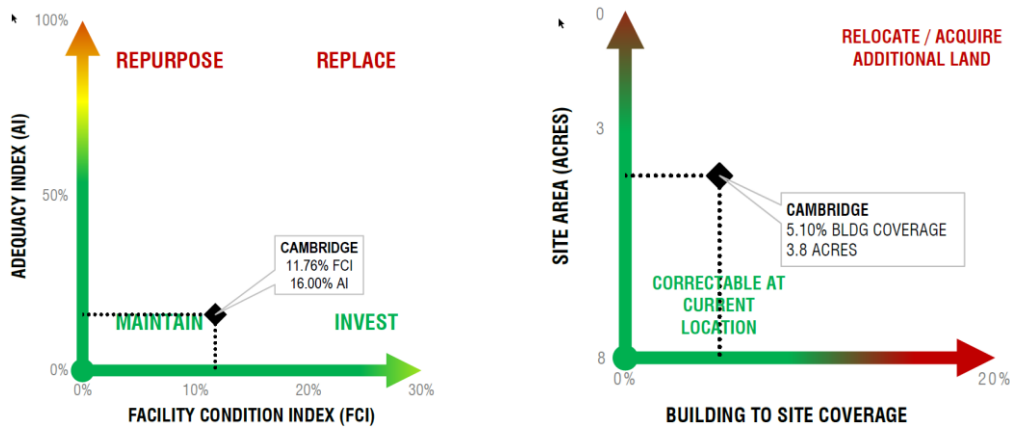 100%
REPURPOSE
REPLACE
ADEQUACY INDEX (AI)
50%
CAMBRIDGE
11.76% FCI
16.00% AI
MAINTAIN
INVEST
0%
0%
10%
20%
30%
FACILITY CONDITION INDEX (FCI)
0
RELOCATE / ACQUIRE
ADDITIONAL LAND
3
SITE AREA (ACRES)
CAMBRIDGE
5.10% BLDG COVERAGE
3.8 ACRES
CORRECTABLE AT
CURRENT
LOCATION
8
0%
20%
BUILDING TO SITE COVERAGE